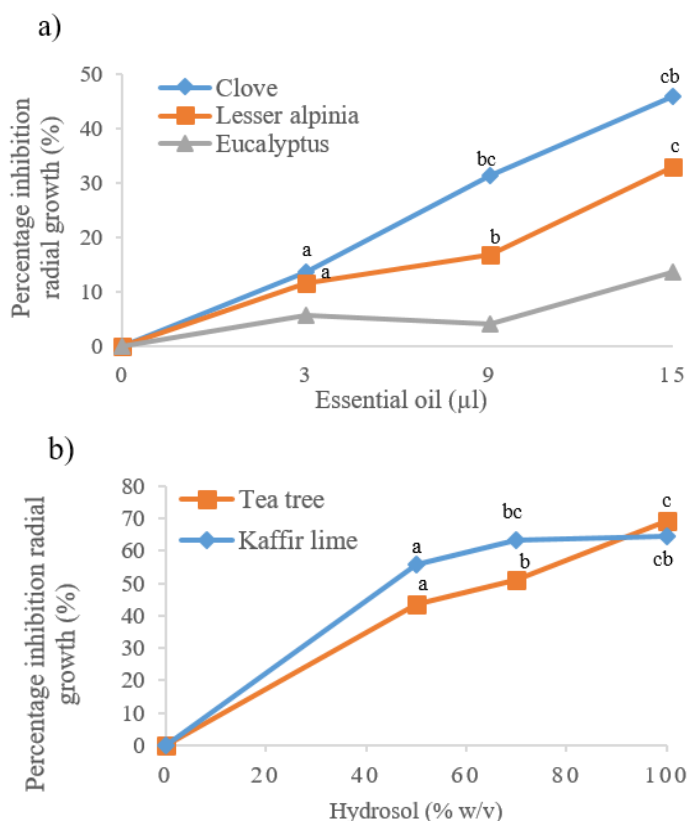 a)
Percentage inhibition
radial growth (%)
50
40
30
20
10
0
Clove
Lesser alpinia
Eucalyptus
a
a
bc
b
cb
c
0 3 9 15
Essential oil (µl)
b)
Percentage inhibition radial
growth (%)
80
70
60
50
40
30
20
10
0
Tea tree
Kaffir lime
a
a
bc
b
c
cb
0 20 40 60 80 100
Hydrosol (% w/v)